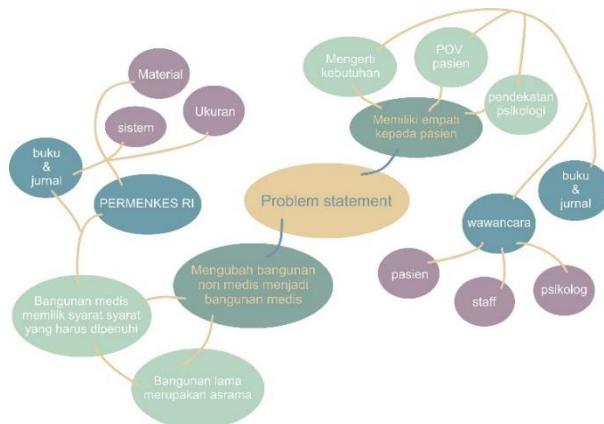 Material
sistem
Ukuran
buku
&
jurnal
PERMENKES RI
Bangunan medis
memilik syarat syarat
yang harus dipenuhi
Bangunan lama
merupakan asrama
Mengubah bangunan
non medis menjadi
bangunan medis
Problem statement
Memiliki empati
kepada pasien
Mengerti
kebutuhan
POV
pasien
pendekatan
psikologi
buku
&
jurnal
wawancara
pasien
staff
psikolog